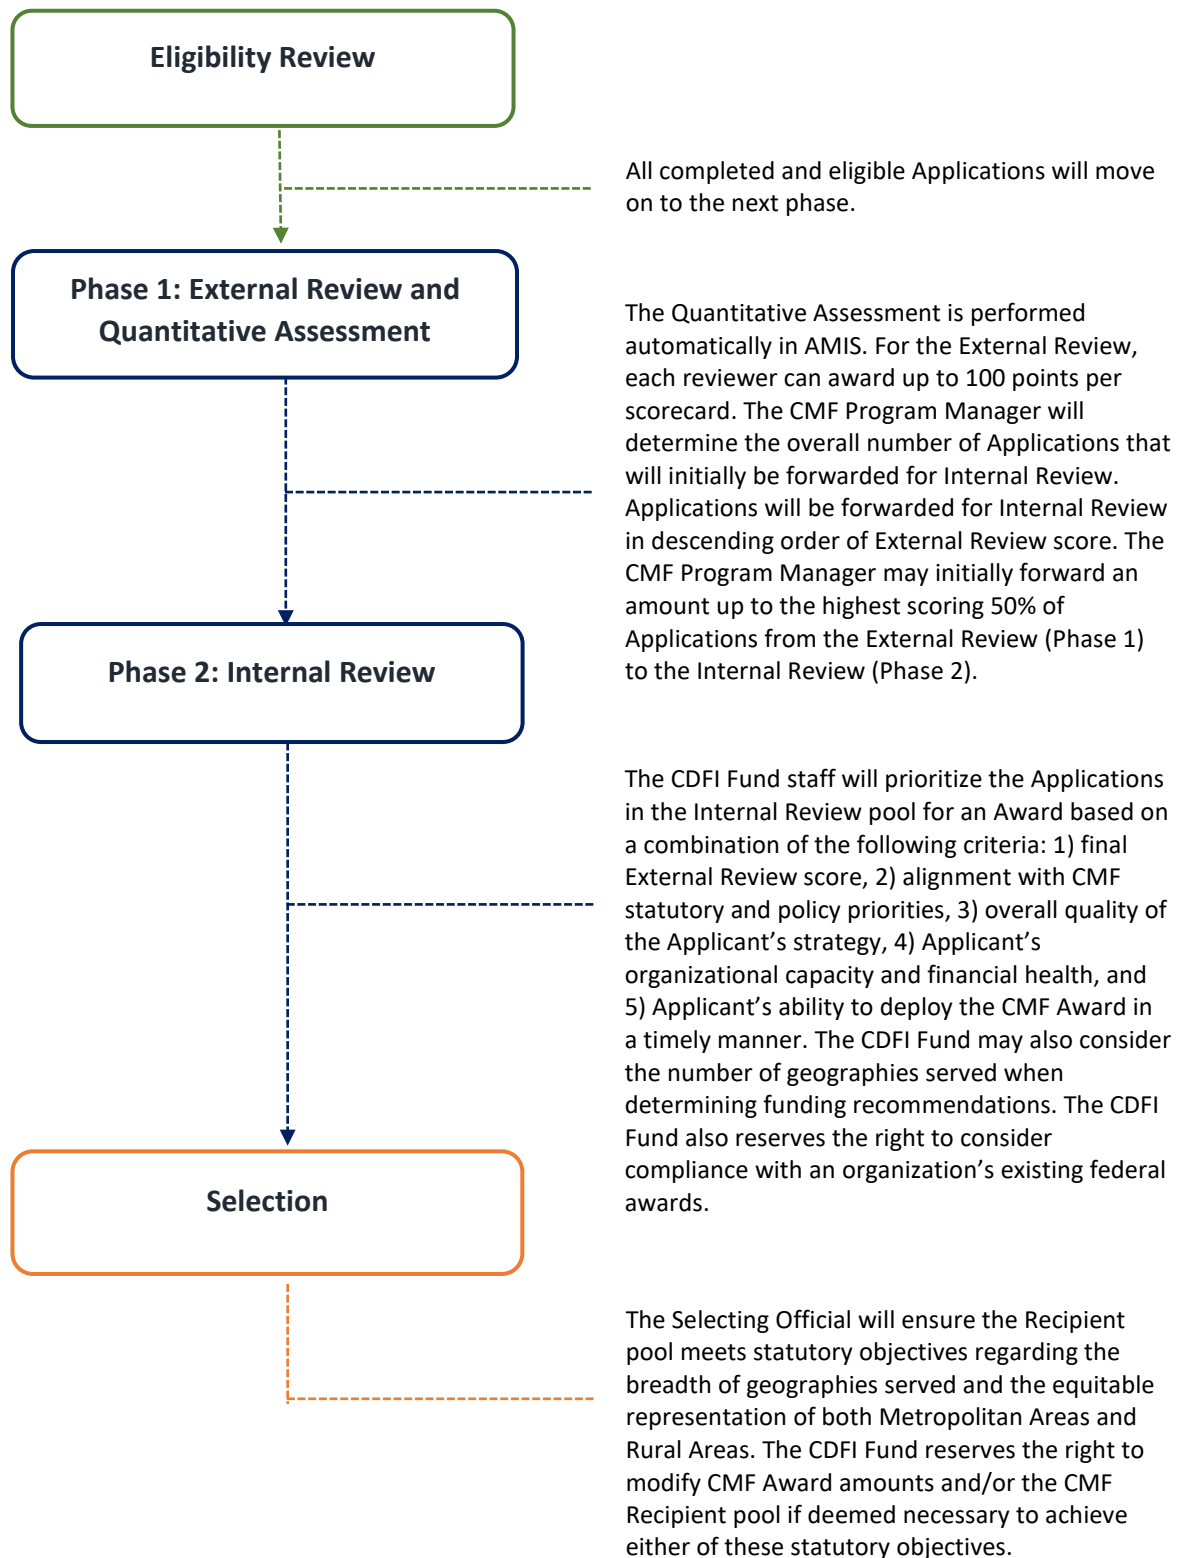 Eligibility Review
All completed and eligible Applications will move
on to the next phase.
Phase 1: External Review and
Quantitative Assessment
The Quantitative Assessment is performed
automatically in AMIS. For the External Review,
each reviewer can award up to 100 points per
scorecard. The CMF Program Manager will
determine the overall number of Applications that
will initially be forwarded for Internal Review.
Applications will be forwarded for Internal Review
in descending order of External Review score. The
CMF Program Manager may initially forward an
amount up to the highest scoring 50% of
Applications from the External Review (Phase 1)
to the Internal Review (Phase 2).
Phase 2: Internal Review
The CDFI Fund staff will prioritize the Applications
in the Internal Review pool for an Award based on
a combination of the following criteria: 1) final
External Review score, 2) alignment with CMF
statutory and policy priorities, 3) overall quality of
the Applicant’s strategy, 4) Applicant’s
organizational capacity and financial health, and
5) Applicant’s ability to deploy the CMF Award in
a timely manner. The CDFI Fund may also consider
the number of geographies served when
determining funding recommendations. The CDFI
Fund also reserves the right to consider
compliance with an organization’s existing federal
awards.
Selection
The Selecting Official will ensure the Recipient
pool meets statutory objectives regarding the
breadth of geographies served and the equitable
representation of both Metropolitan Areas and
Rural Areas. The CDFI Fund reserves the right to
modify CMF Award amounts and/or the CMF
Recipient pool if deemed necessary to achieve
either of these statutory objectives.